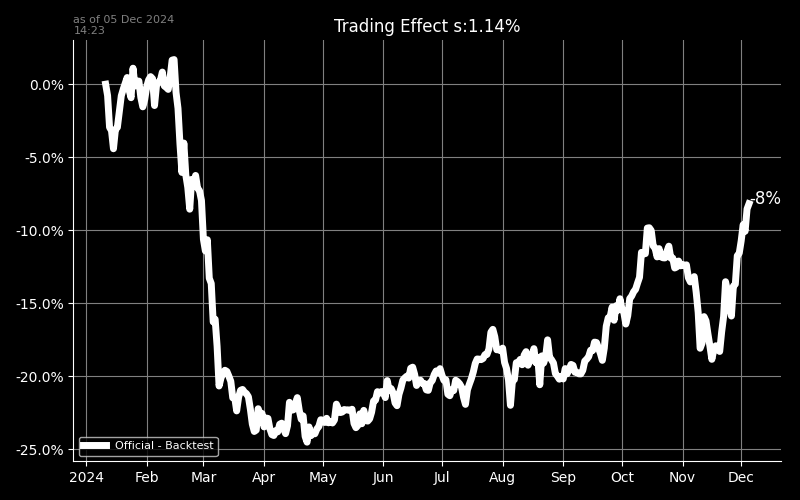 as of 05 Dec 2024
14:23
Trading Effect s:1.14%
0.0%
-5.0%
-10.0%
-15.0%
-20.0%
-25.0%
-8%
Official - Backtest
2024 Feb Mar Apr May Jun Jul Aug Sep Oct Nov Dec